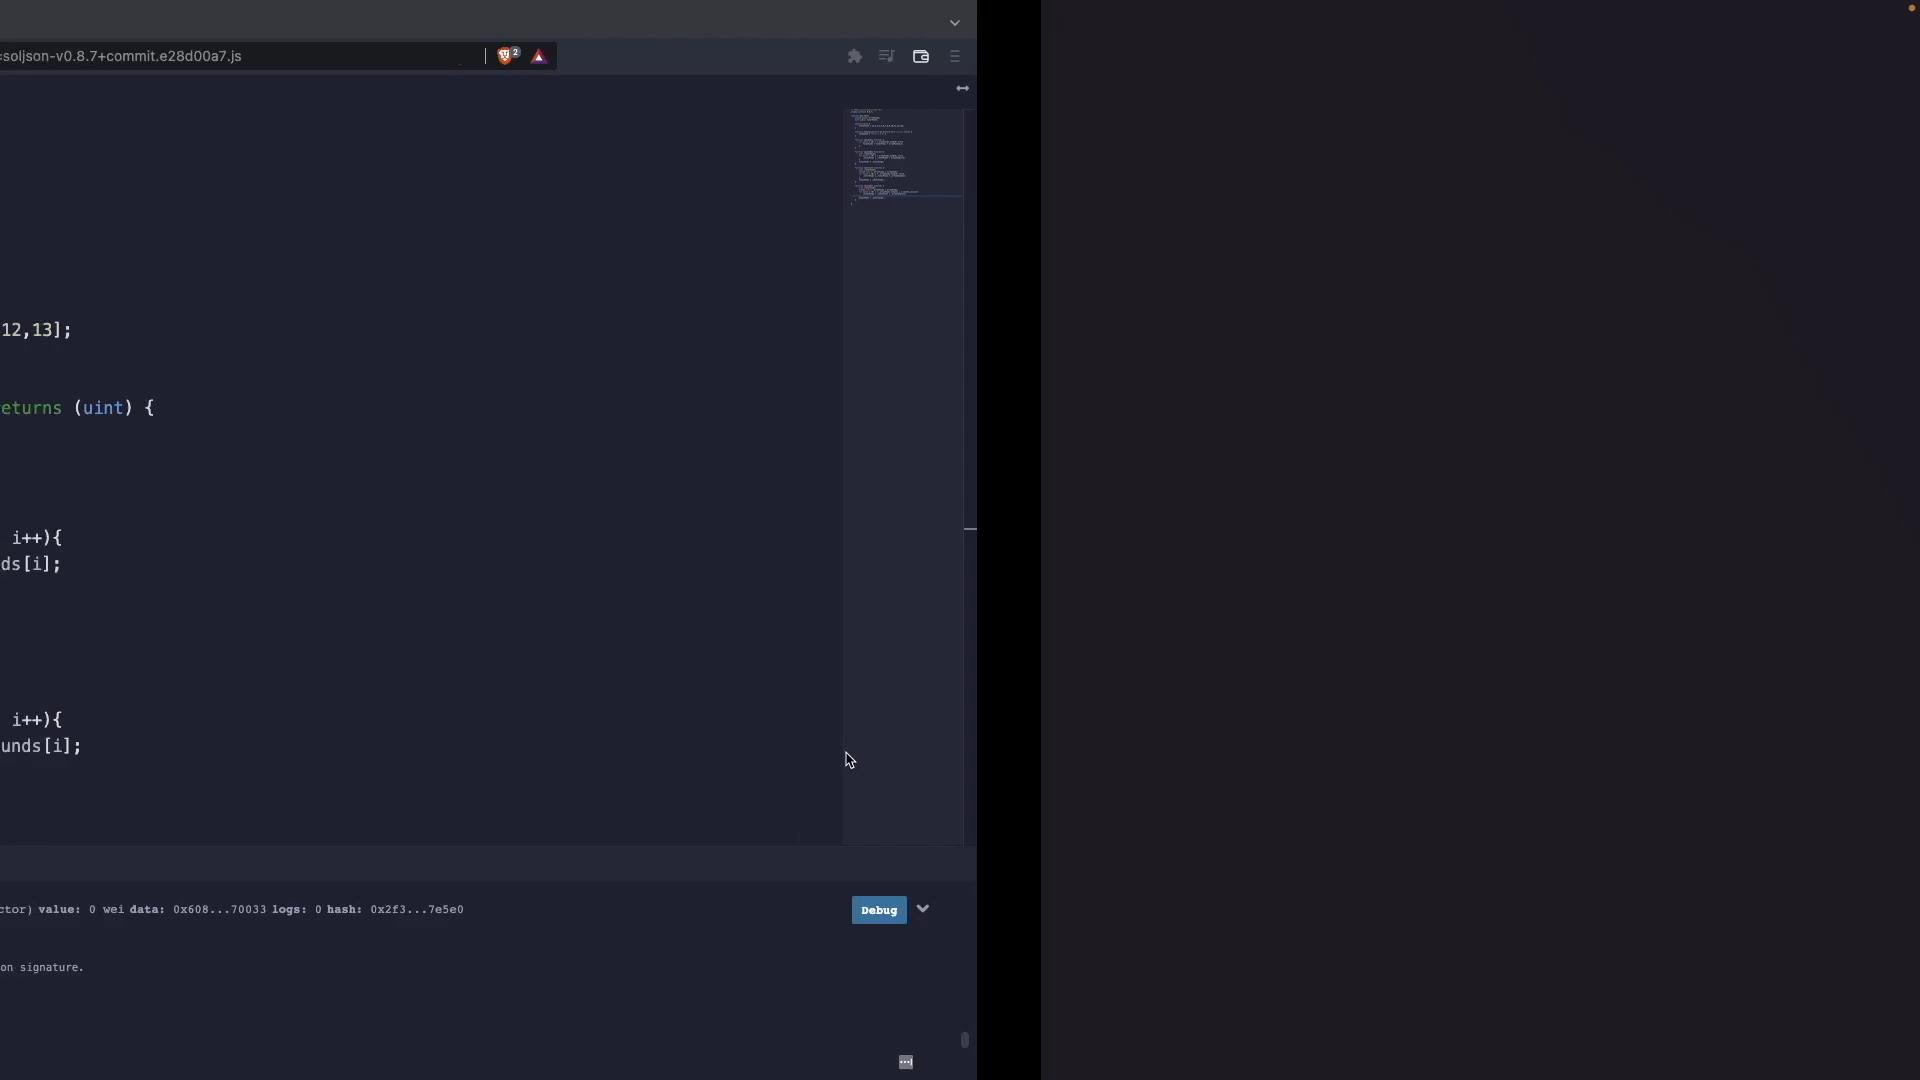 =soljson-v0.8.7+commit.e28d00a7.js
2
12,13];
eturns (uint) {
i++){
ds[i];
i++){
unds[i];
ctor) value: 0 wei data: 0x608...70033 logs: 0 hash: 0x2f3...7e5e0
Debug
on signature.